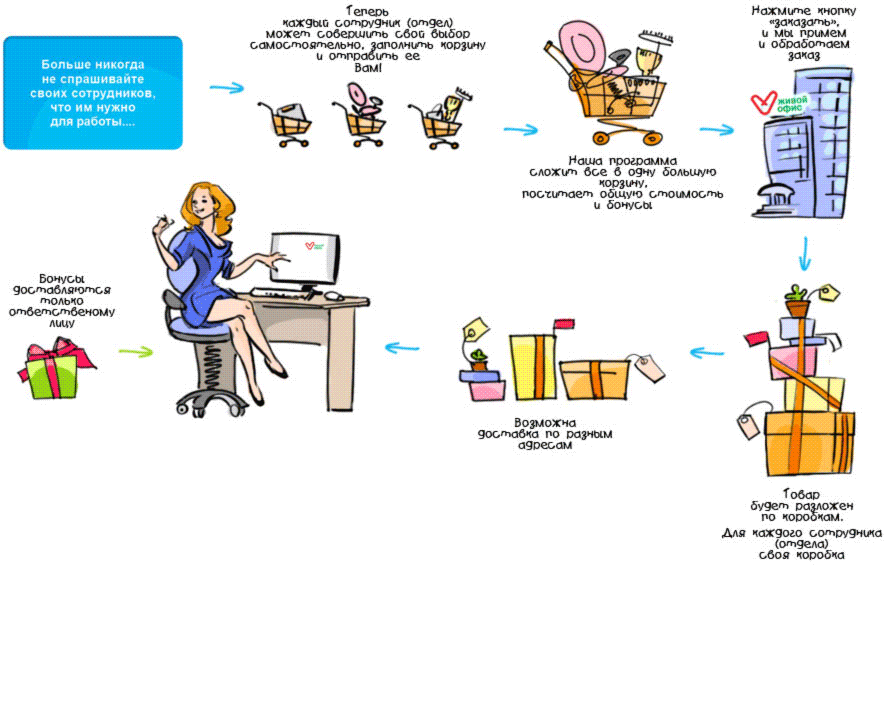 Больше никогда
не спрашивайте
своих сотрудников,
что им нужно
для работы....
Теперь
каждый сотрудник (отдел)
может совершить свой выбор
самостоятельно, заполнить корзину
и отправить ее
Вам!
Наша программа
сложит все в одну большую
корзину,
посчитает общую стоимость
и бонусы
Нажмите кнопку
«заказать»,
и мы примем
и обработаем
заказ
живой
офис
Товар
будет разложен
по коробкам.
Для каждого сотрудника
(отдела)
своя коробка
Возможна
доставка по разным
адресам
Бонусы
доставляются
только
ответственому
лицу